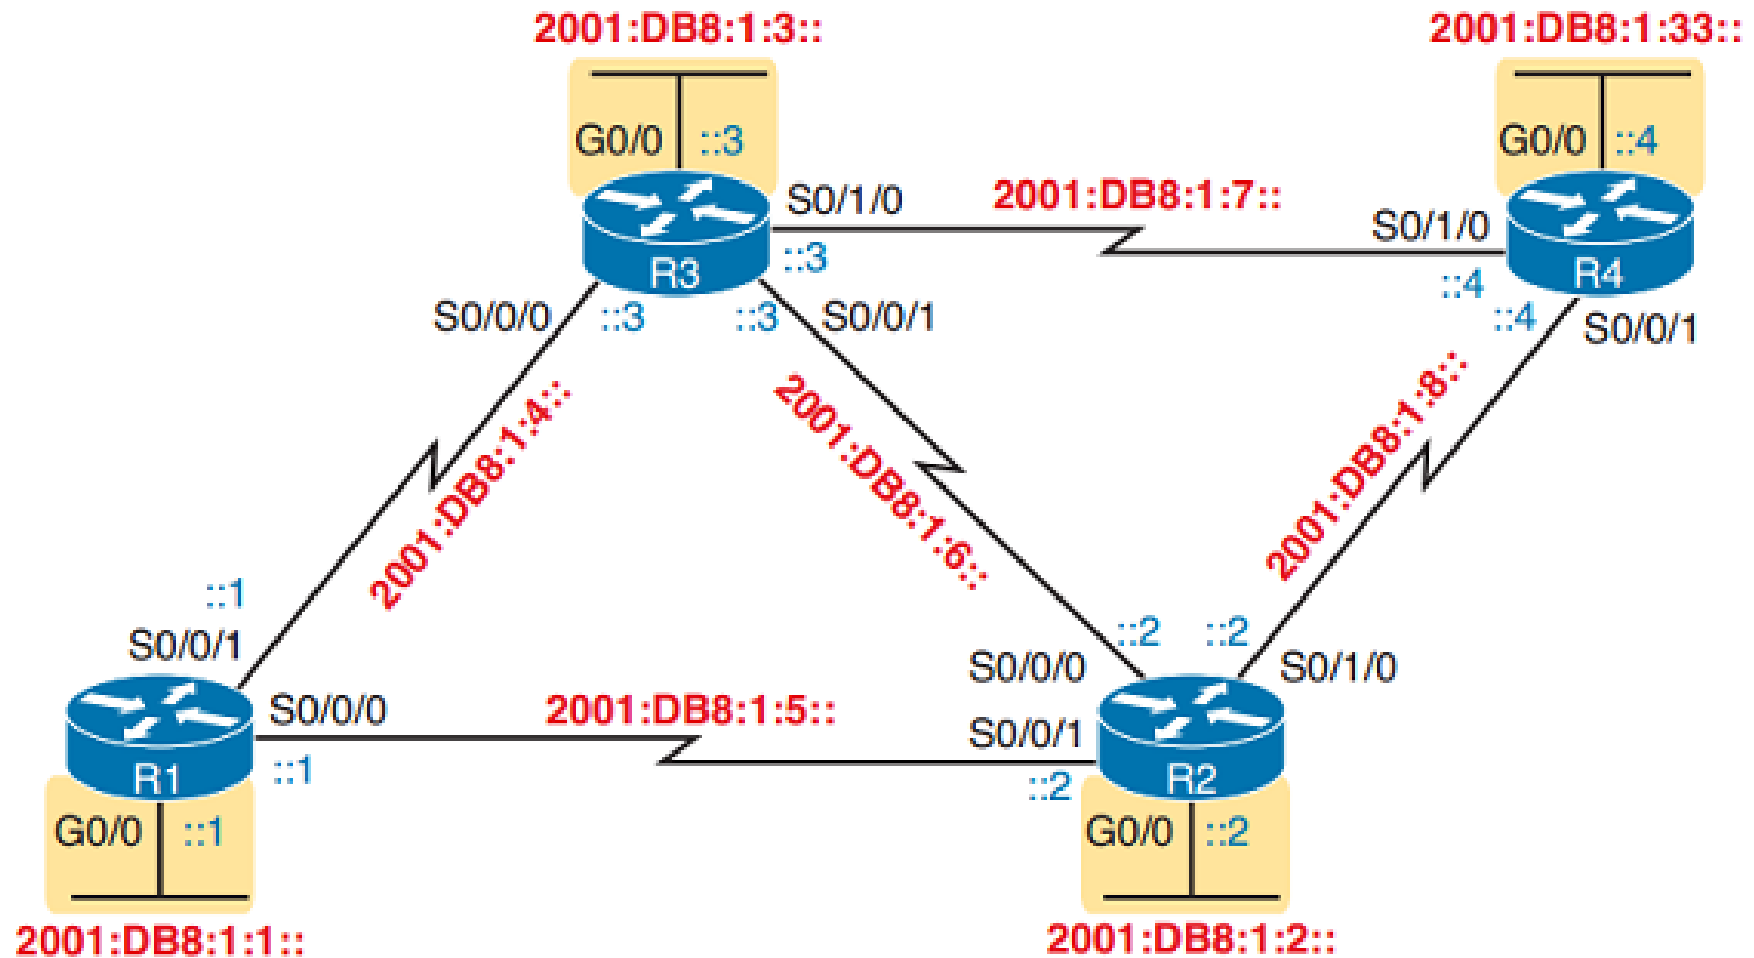 2001:DB8:1:3::
2001:DB8:1:33::
G0/0 ::3
G0/0 ::4
S0/1/0
2001:DB8:1:7::
S0/1/0
R3
::3
R4
::4
S0/0/0 ::3
::3 S0/0/1
::4 S0/0/1
2001:DB8:1:4::
2001:DB8:1:6::
2001:DB8:1:8::
::1
S0/0/1
::2
::2
S0/0/0
S0/1/0
S0/0/0
2001:DB8:1:5::
S0/0/1
R1
::1
R2
::2
G0/0 ::1
G0/0 ::2
2001:DB8:1:1::
2001:DB8:1:2::